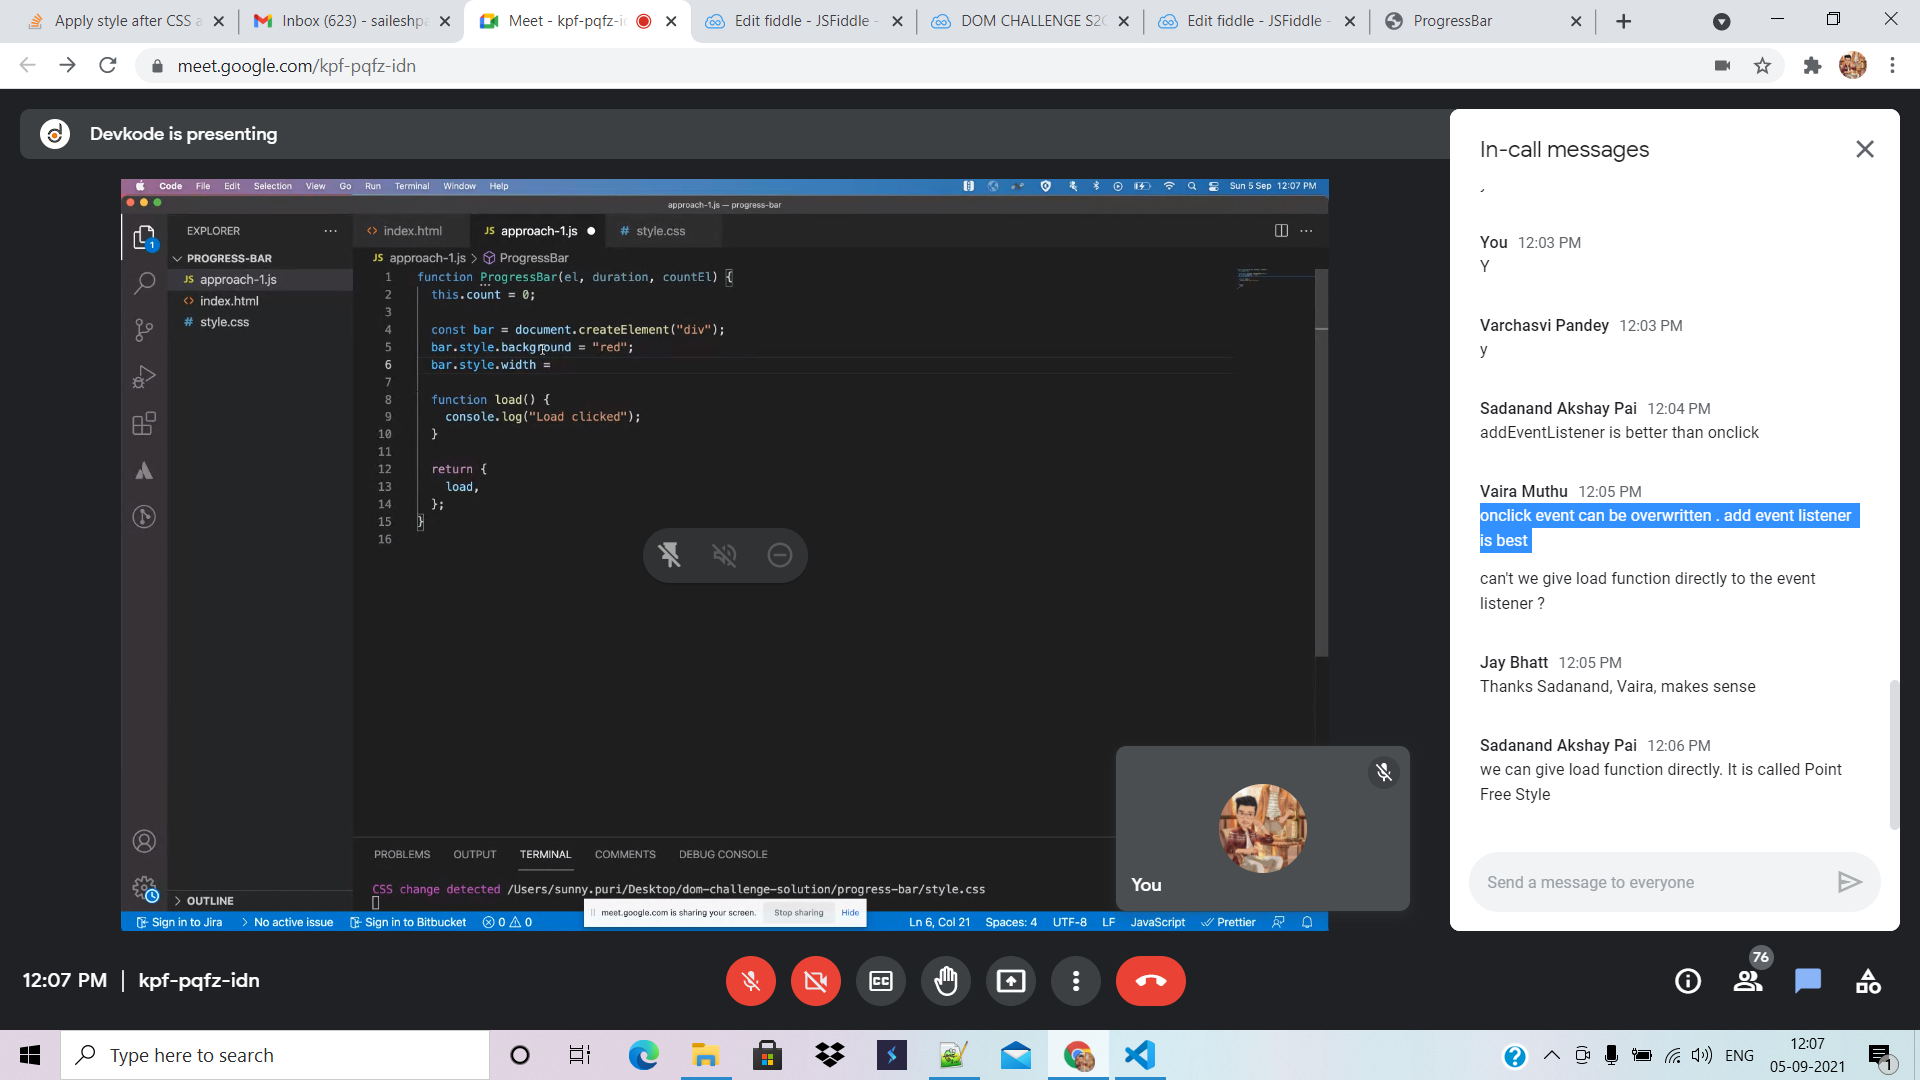 Apply style after CSS a
Inbox (623) - saileshpa
Meet - kpf-pqfz-i
Edit fiddle - JSFiddle -
DOM CHALLENGE S2
Edit fiddle - JSFiddle -
ProgressBar
meet.google.com/kpf-pqfz-idn
Devkode is presenting
Code File Edit Selection View Go Run Terminal Window Help
Sun 5 Sep 12:07 PM
approach-1.js — progress-bar
EXPLORER
PROGRESS-BAR
JS approach-1.js
<> index.html
# style.css
OUTLINE
<> index.html
JS approach-1.js
# style.css
JS approach-1.js > ProgressBar
1 function ProgressBar(el, duration, countEl) {
2 this.count = 0;
3
4 const bar = document.createElement("div");
5 bar.style.background = "red";
6 bar.style.width =
7
8 function load() {
9 console.log("Load clicked");
10 }
11
12 return {
13 load,
14 };
15 }
16
PROBLEMS OUTPUT TERMINAL COMMENTS DEBUG CONSOLE
CSS change detected /Users/sunny.puri/Desktop/dom-challenge-solution/progress-bar/style.css
meet.google.com is sharing your screen. Stop sharing Hide
Sign in to Jira > No active issue Sign in to Bitbucket 0 0
Ln 6, Col 21 Spaces: 4 UTF-8 LF JavaScript Prettier
You
In-call messages
You 12:03 PM
Y
Varchasvi Pandey 12:03 PM
y
Sadanand Akshay Pai 12:04 PM
addEventListener is better than onclick
Vaira Muthu 12:05 PM
onclick event can be overwritten . add event listener
is best
can't we give load function directly to the event
listener ?
Jay Bhatt 12:05 PM
Thanks Sadanand, Vaira, makes sense
Sadanand Akshay Pai 12:06 PM
we can give load function directly. It is called Point
Free Style
Send a message to everyone
12:07 PM | kpf-pqfz-idn
76
Type here to search
ENG
12:07
05-09-2021
1